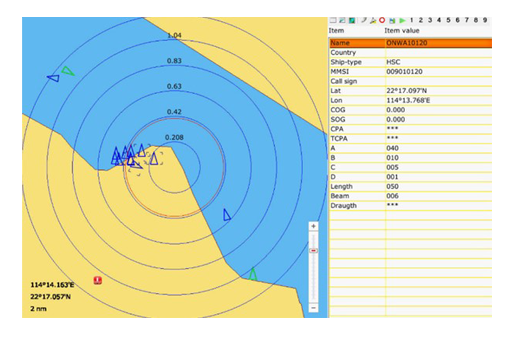 1.04
0.83
0.63
0.42
0.208
114°14.163'E
22°17.057'N
2 nm
+
−
1 2 3 4 5 6 7 8 9
Item Item value
Name ONWA10120
Country
Ship-type HSC
MMSI 009010120
Call sign
Lat 22°17.097'N
Lon 114°13.768'E
COG 0.000
SOG 0.000
CPA ***
TCPA ***
A 040
B 010
C 005
D 001
Length 050
Beam 006
Draugth ***